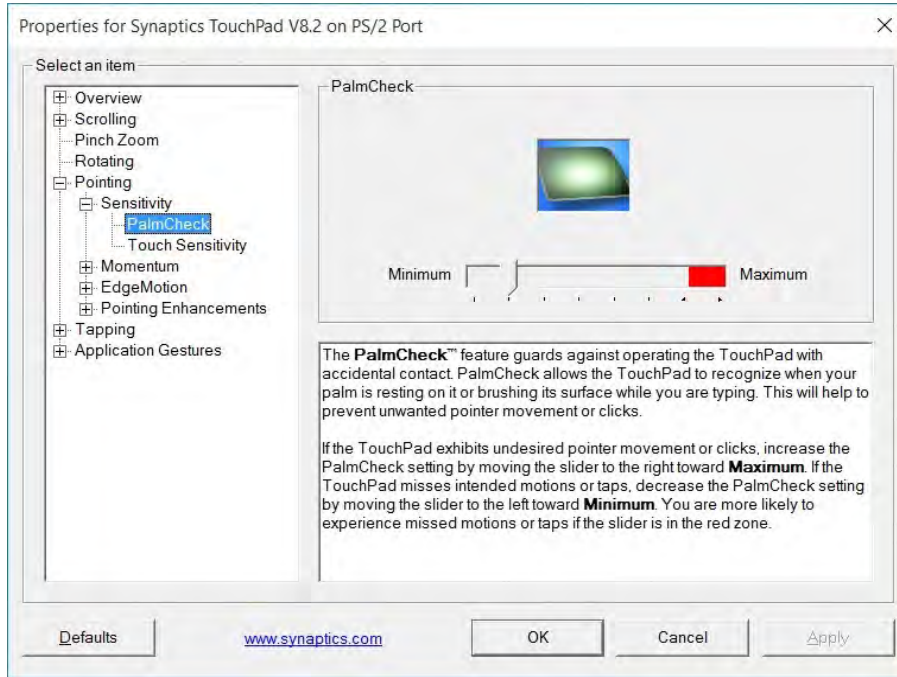 Properties for Synaptics TouchPad V8.2 on PS/2 Port
Select an item
Overview
Scrolling
Pinch Zoom
Rotating
Pointing
Sensitivity
PalmCheck
Touch Sensitivity
Momentum
EdgeMotion
Pointing Enhancements
Tapping
Application Gestures
PalmCheck
Minimum
Maximum
The PalmCheck™ feature guards against operating the TouchPad with
accidental contact. PalmCheck allows the TouchPad to recognize when your
palm is resting on it or brushing its surface while you are typing. This will help to
prevent unwanted pointer movement or clicks.
If the TouchPad exhibits undesired pointer movement or clicks, increase the
PalmCheck setting by moving the slider to the right toward Maximum. If the
TouchPad misses intended motions or taps, decrease the PalmCheck setting
by moving the slider to the left toward Minimum. You are more likely to
experience missed motions or taps if the slider is in the red zone.
Defaults
www.synaptics.com
OK
Cancel
Apply